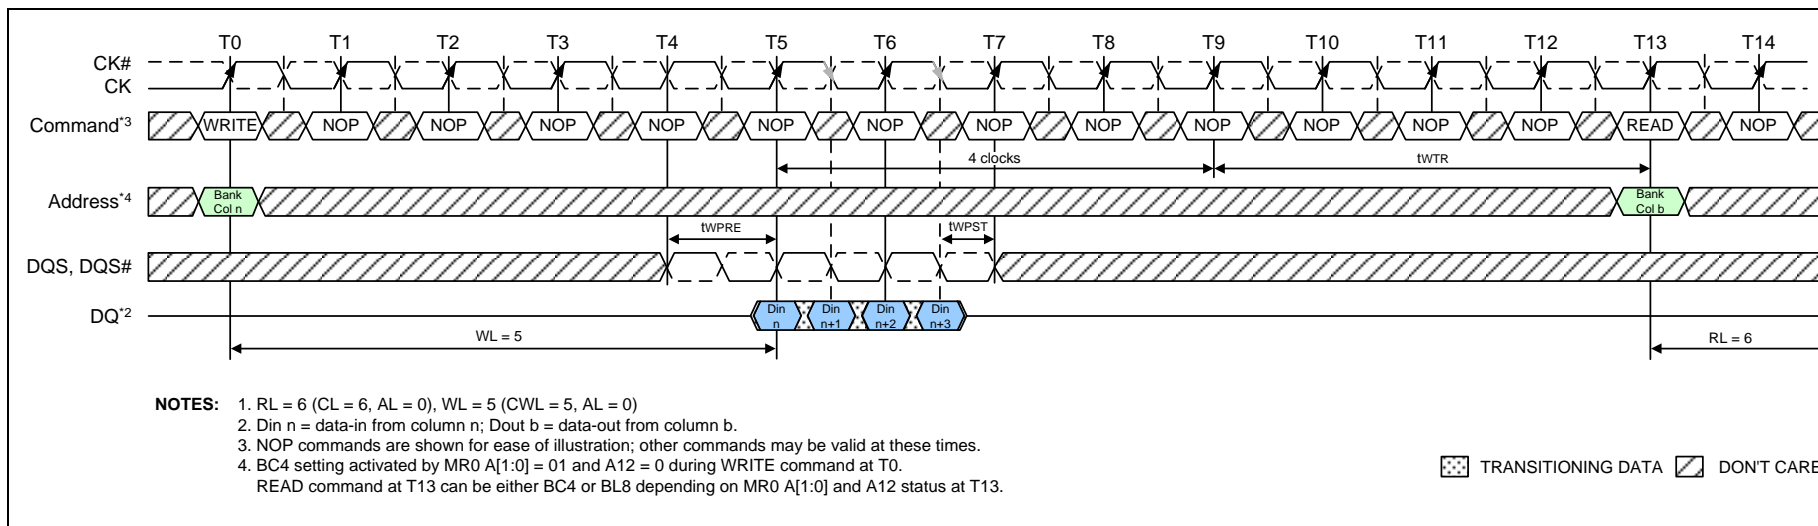 T0 T1 T2 T3 T4 T5 T6 T7 T8 T9 T10 T11 T12 T13 T14
CK#
CK
Command*3 WRITE NOP NOP NOP NOP NOP NOP NOP NOP NOP NOP NOP NOP READ NOP
4 clocks tWTR
Address*4 Bank Col n Bank Col b
tWPRE tWPST
DQS, DQS#
DQ*2 Din n Din n+1 Din n+2 Din n+3
WL = 5 RL = 6
NOTES: 1. RL = 6 (CL = 6, AL = 0), WL = 5 (CWL = 5, AL = 0)
2. Din n = data-in from column n; Dout b = data-out from column b.
3. NOP commands are shown for ease of illustration; other commands may be valid at these times.
4. BC4 setting activated by MR0 A[1:0] = 01 and A12 = 0 during WRITE command at T0.
READ command at T13 can be either BC4 or BL8 depending on MR0 A[1:0] and A12 status at T13.
TRANSITIONING DATA DON'T CARE